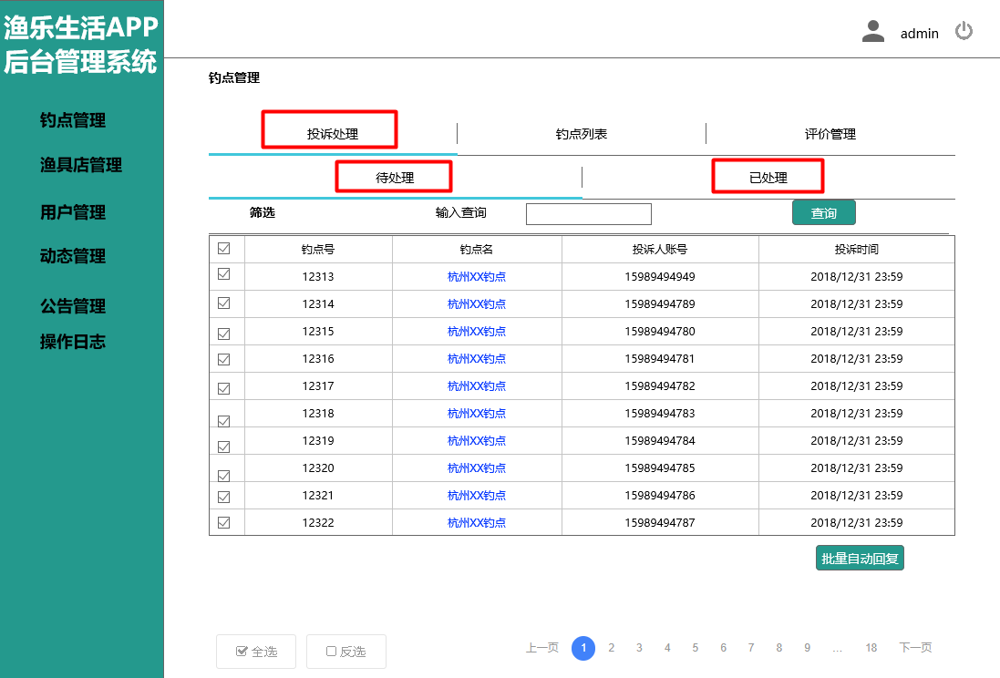 渔乐生活APP
后台管理系统
admin
钓点管理
渔具店管理
用户管理
动态管理
公告管理
操作日志
钓点管理
投诉处理 钓点列表 评价管理
待处理 已处理
筛选 输入查询 查询
钓点号 钓点名 投诉人账号 投诉时间
12313 杭州XX钓点 15989494949 2018/12/31 23:59
12314 杭州XX钓点 15989494789 2018/12/31 23:59
12315 杭州XX钓点 15989494780 2018/12/31 23:59
12316 杭州XX钓点 15989494781 2018/12/31 23:59
12317 杭州XX钓点 15989494782 2018/12/31 23:59
12318 杭州XX钓点 15989494783 2018/12/31 23:59
12319 杭州XX钓点 15989494784 2018/12/31 23:59
12320 杭州XX钓点 15989494785 2018/12/31 23:59
12321 杭州XX钓点 15989494786 2018/12/31 23:59
12322 杭州XX钓点 15989494787 2018/12/31 23:59
批量自动回复
全选 反选 上一页 1 2 3 4 5 6 7 8 9 ... 18 下一页